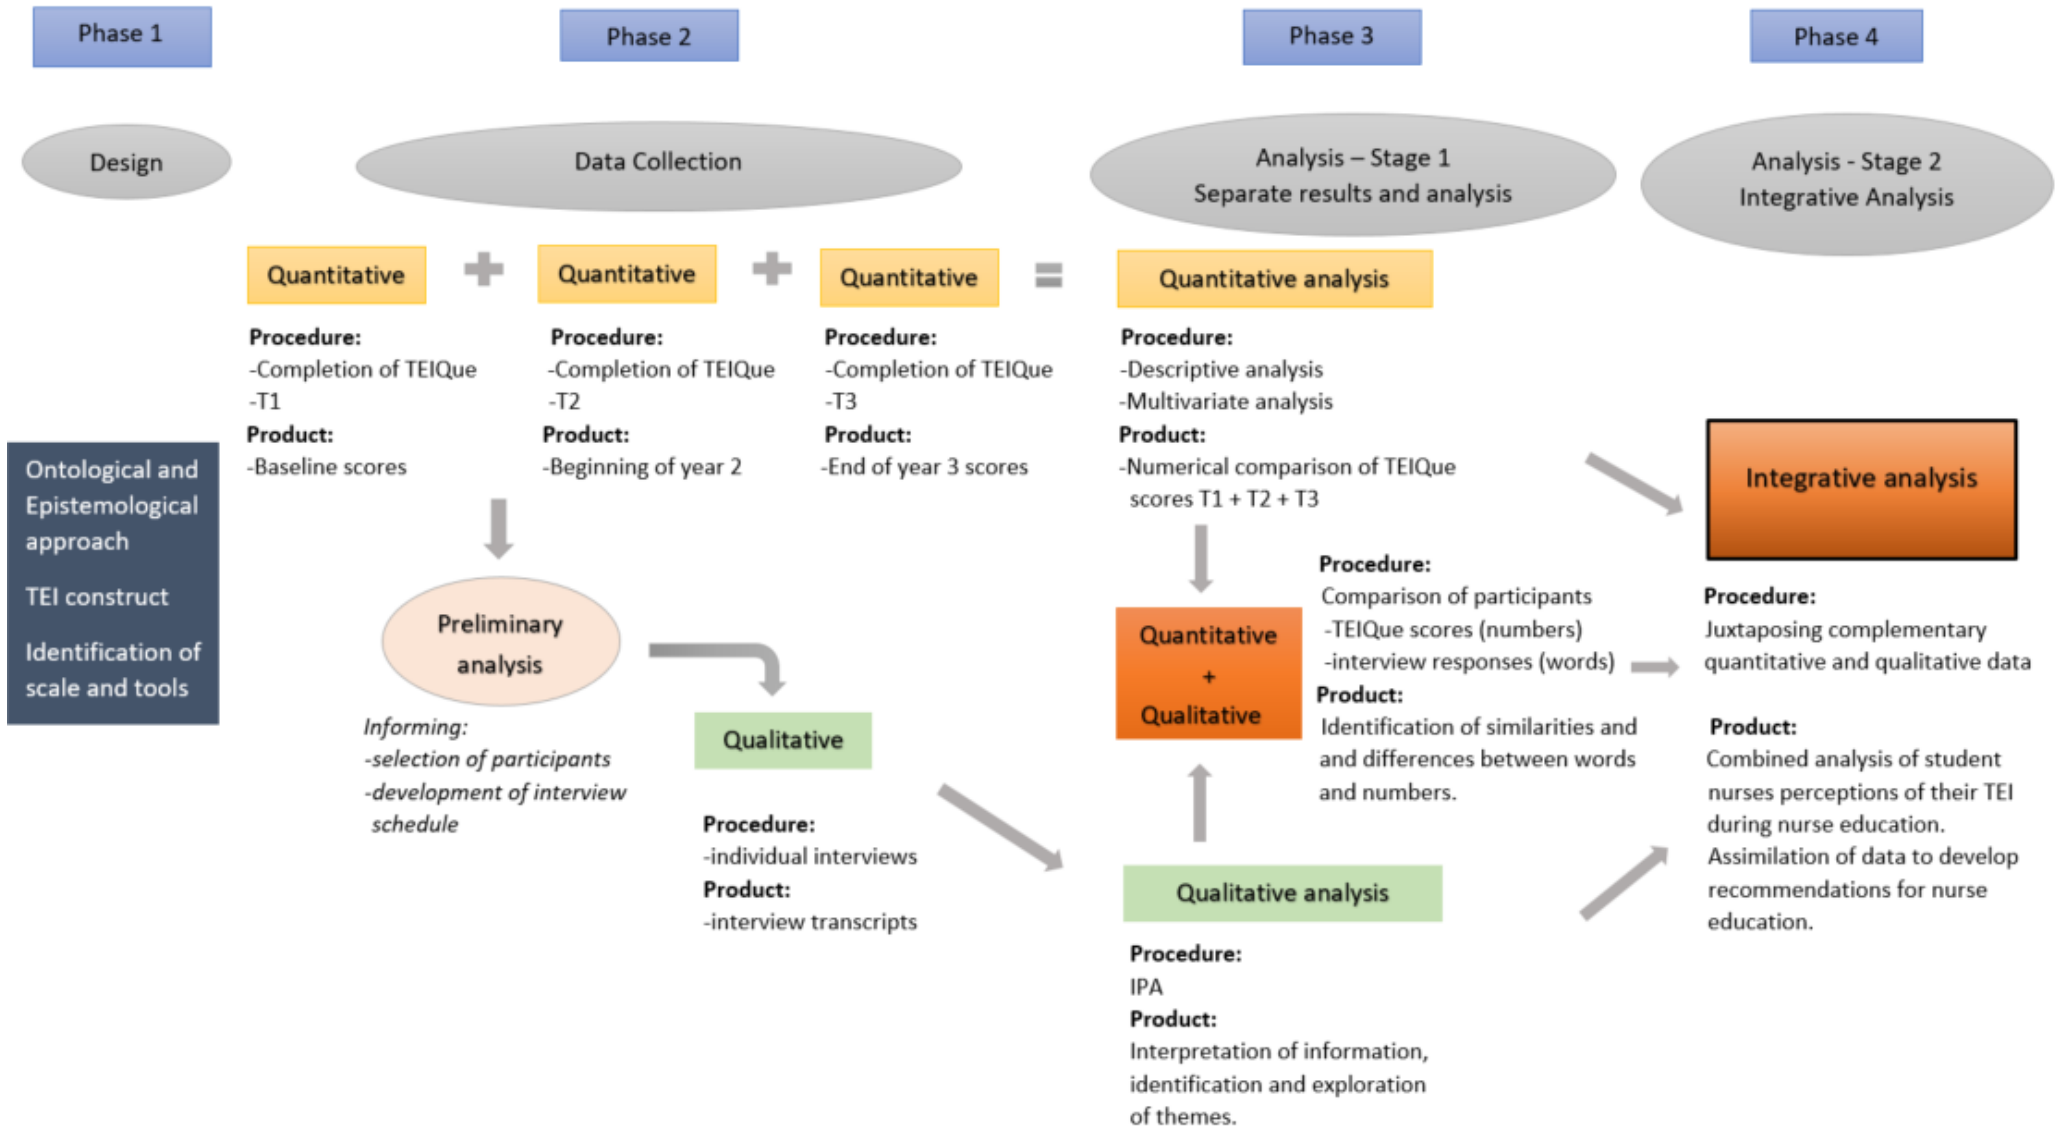 Phase 1
Phase 2
Phase 3
Phase 4
Design
Data Collection
Analysis – Stage 1
Separate results and analysis
Analysis - Stage 2
Integrative Analysis
Quantitative
Procedure:
-Completion of TEIQue
-T1
Product:
-Baseline scores
Quantitative
Procedure:
-Completion of TEIQue
-T2
Product:
-Beginning of year 2
Quantitative
Procedure:
-Completion of TEIQue
-T3
Product:
-End of year 3 scores
Quantitative analysis
Procedure:
-Descriptive analysis
-Multivariate analysis
Product:
-Numerical comparison of TEIQue
scores T1 + T2 + T3
Ontological and
Epistemological
approach
TEI construct
Identification of
scale and tools
Preliminary
analysis
Informing:
-selection of participants
-development of interview
schedule
Qualitative
Procedure:
-individual interviews
Product:
-interview transcripts
Quantitative
+
Qualitative
Procedure:
Comparison of participants
-TEIQue scores (numbers)
-interview responses (words)
Product:
Identification of similarities and
and differences between words
and numbers.
Qualitative analysis
Procedure:
IPA
Product:
Interpretation of information,
identification and exploration
of themes.
Integrative analysis
Procedure:
Juxtaposing complementary
quantitative and qualitative data
Product:
Combined analysis of student
nurses perceptions of their TEI
during nurse education.
Assimilation of data to develop
recommendations for nurse
education.